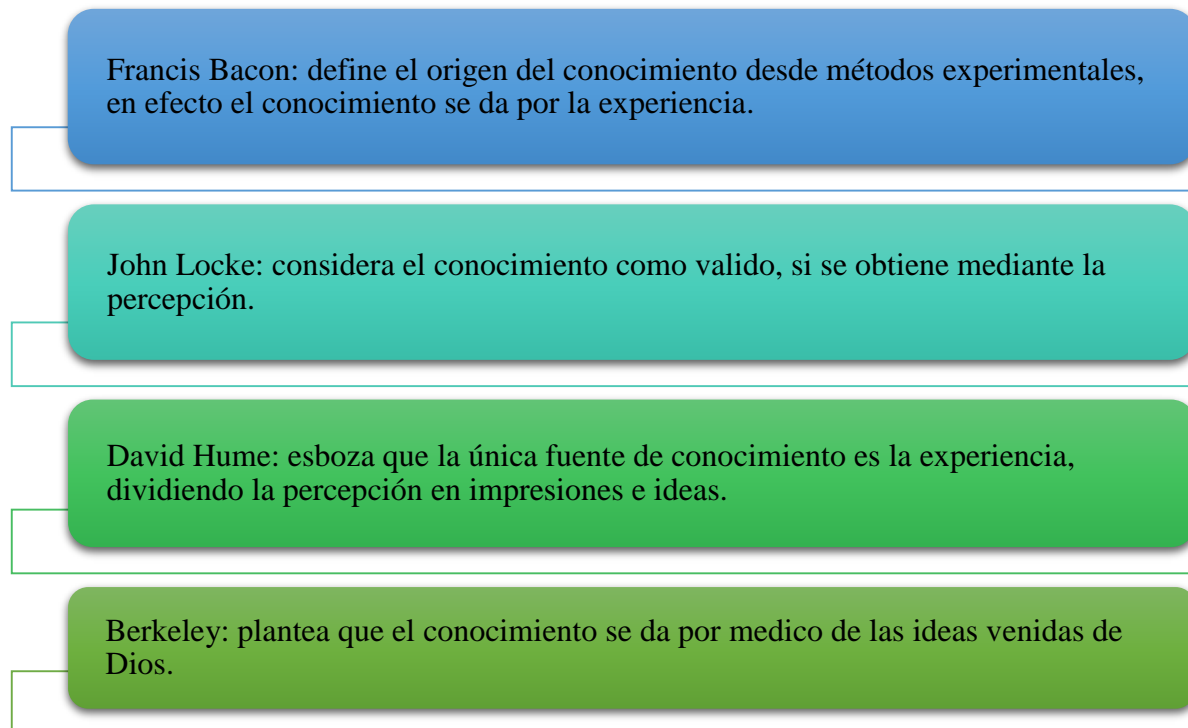 Francis Bacon: define el origen del conocimiento desde métodos experimentales,
en efecto el conocimiento se da por la experiencia.
John Locke: considera el conocimiento como valido, si se obtiene mediante la
percepción.
David Hume: esboza que la única fuente de conocimiento es la experiencia,
dividiendo la percepción en impresiones e ideas.
Berkeley: plantea que el conocimiento se da por medico de las ideas venidas de
Dios.